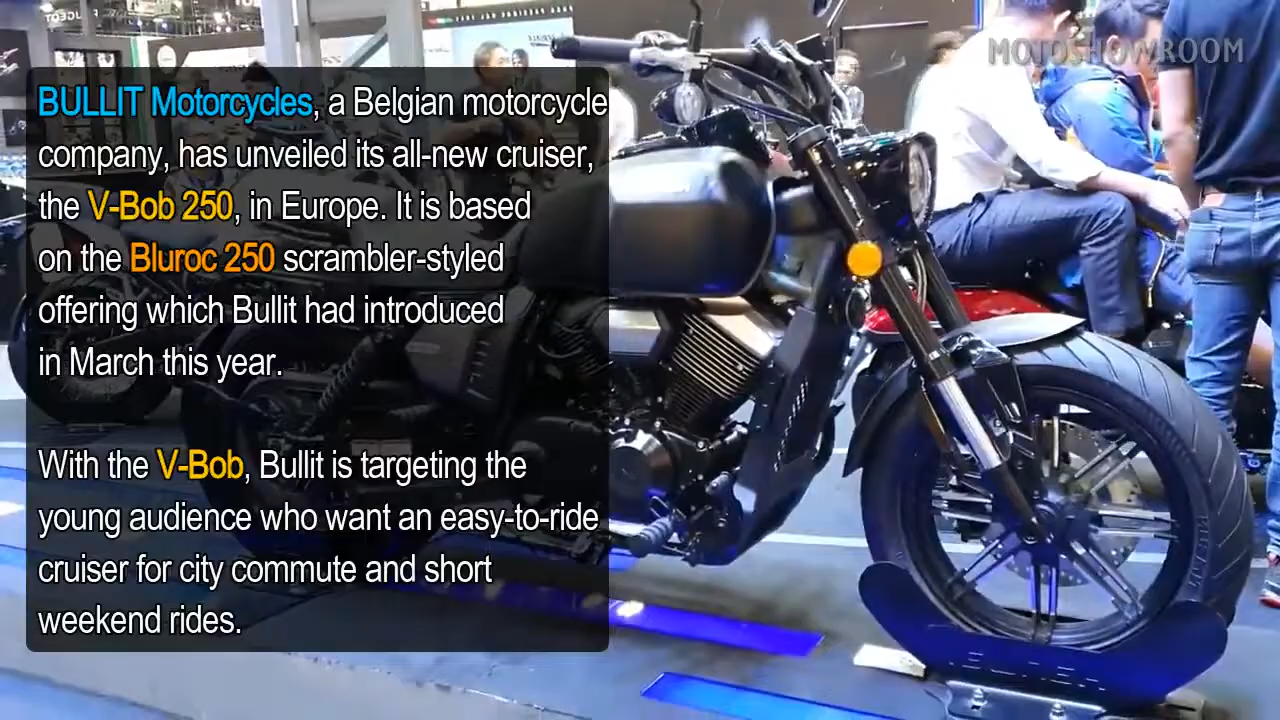 MOTOSHOWROOM
BULLIT Motorcycles, a Belgian motorcycle
company, has unveiled its all-new cruiser,
the V-Bob 250, in Europe. It is based
on the Bluroc 250 scrambler-styled
offering which Bullit had introduced
in March this year.
With the V-Bob, Bullit is targeting the
young audience who want an easy-to-ride
cruiser for city commute and short
weekend rides.